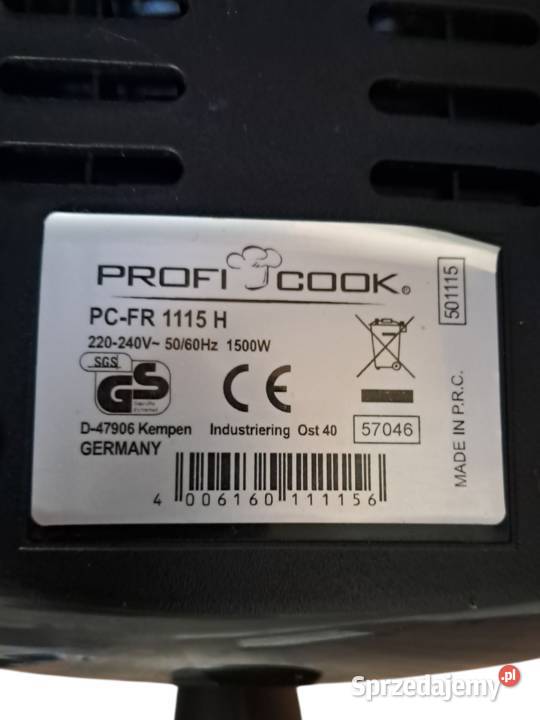 PROFI COOK®
PC-FR 1115 H
220-240V~ 50/60Hz 1500W
SGS
GS
CE
D-47906 Kempen Industriering Ost 40
57046
GERMANY
4 006160 111156
501115
MADE IN P.R.C.
Sprzedajemy.pl